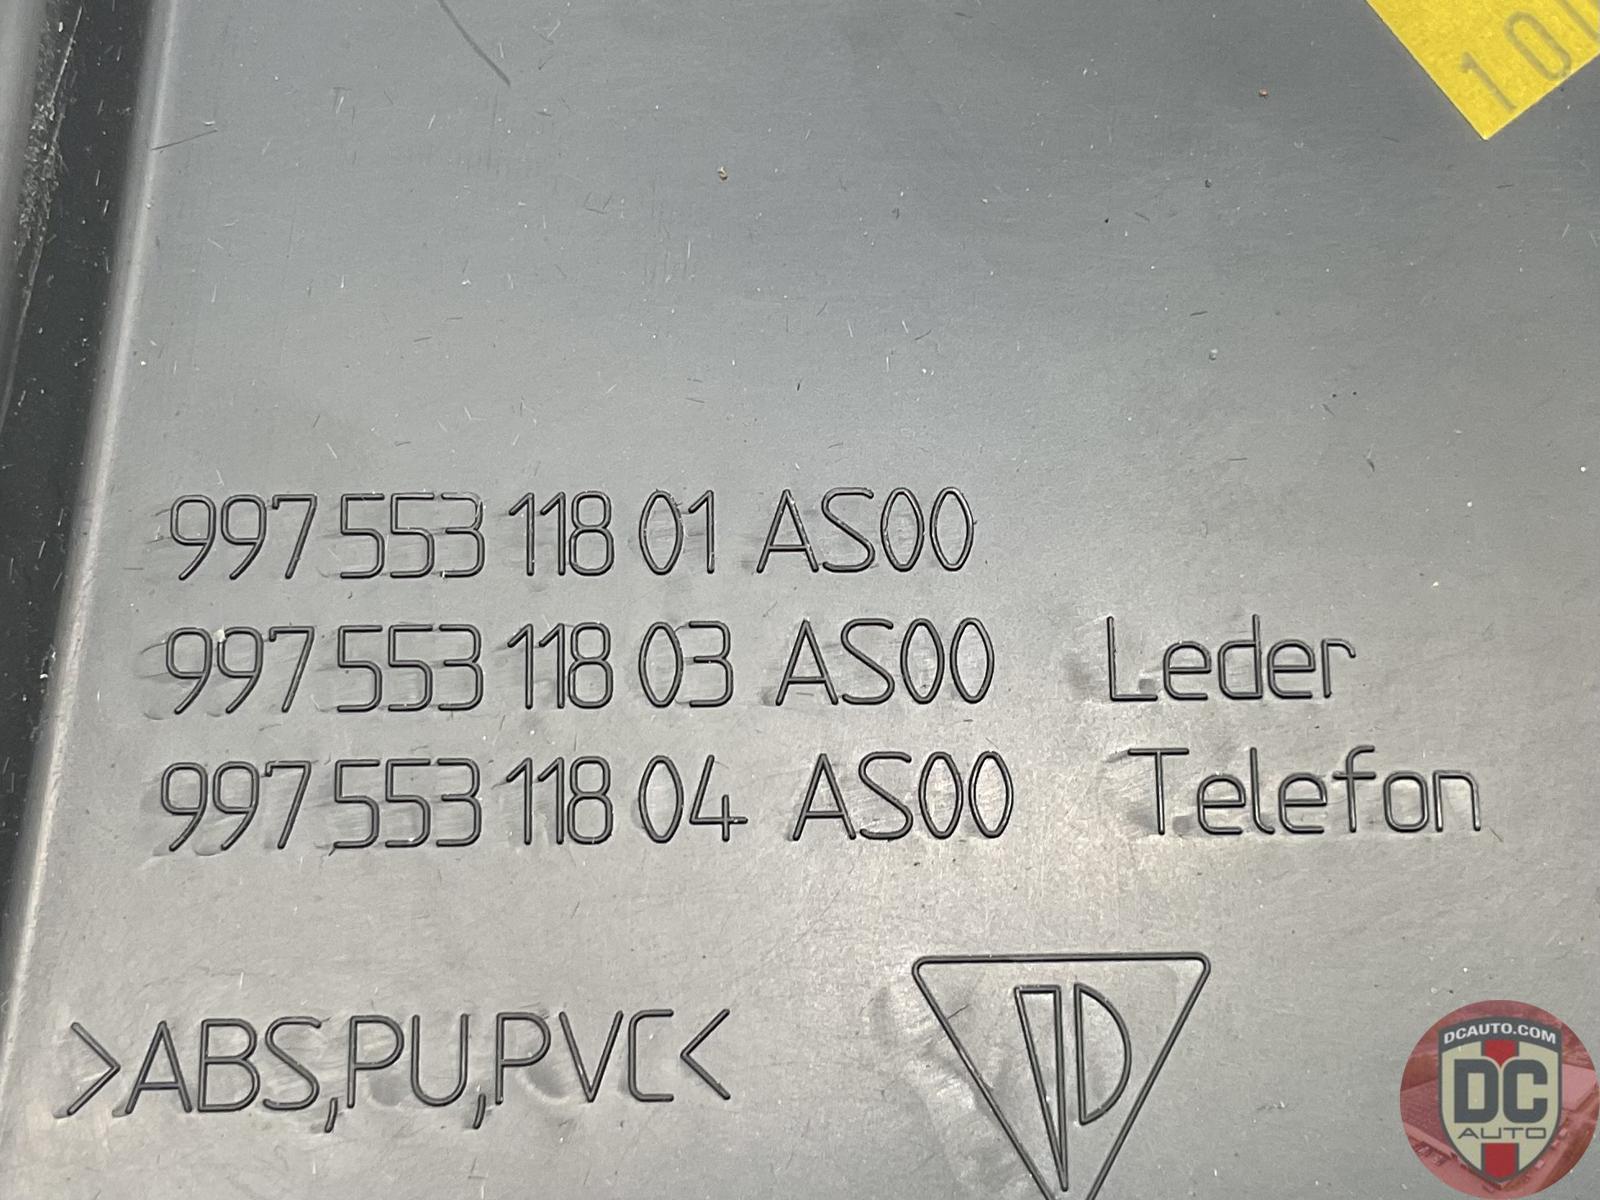 997 553 118 01 AS00
997 553 118 03 AS00 Leder
997 553 118 04 AS00 Telefon
>ABS,PU,PVC<
DCAUTO.COM
DC
AUTO